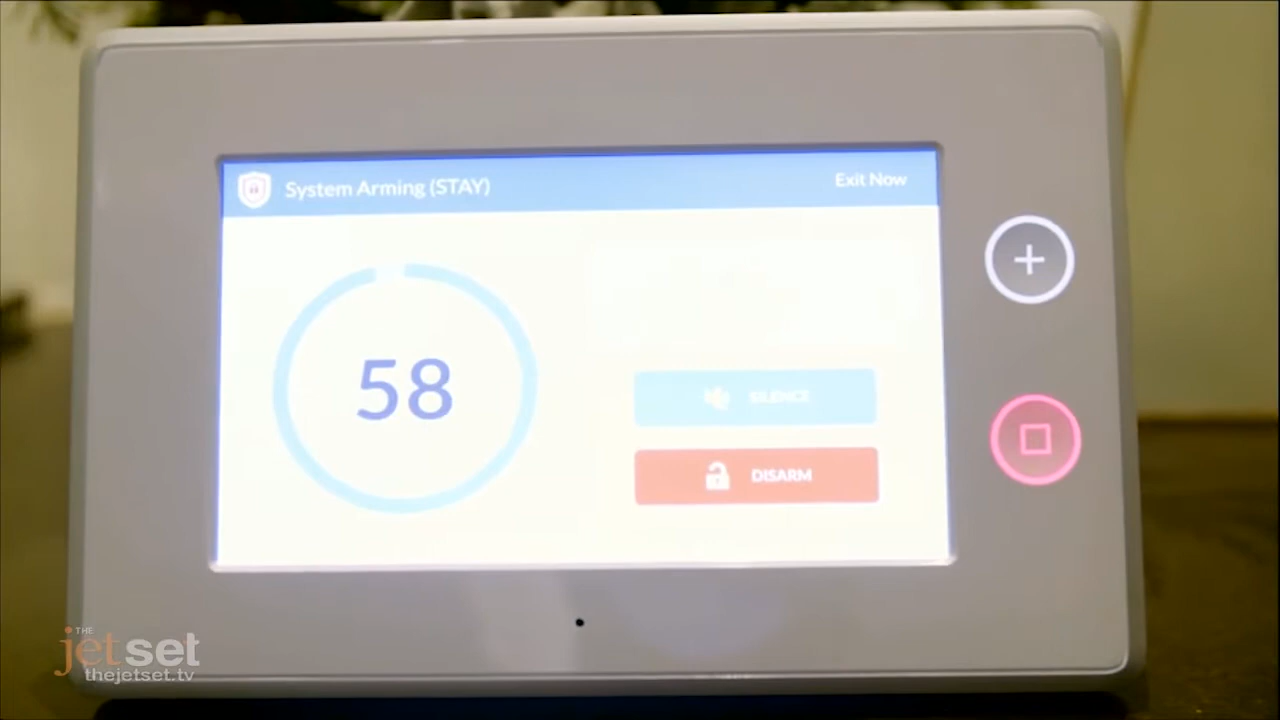 System Arming (STAY)
Exit Now
58
SILENCE
DISARM
THE
jetset
thejetset.tv